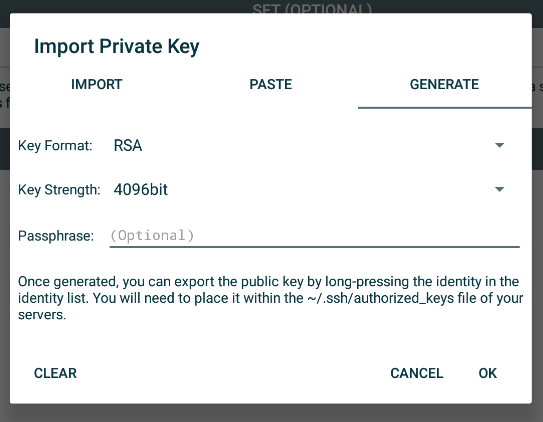 SET (OPTIONAL)
Import Private Key
IMPORT PASTE GENERATE
Key Format: RSA
Key Strength: 4096bit
Passphrase: (Optional)
Once generated, you can export the public key by long-pressing the identity in the
identity list. You will need to place it within the ~/.ssh/authorized_keys file of your
servers.
CLEAR CANCEL OK